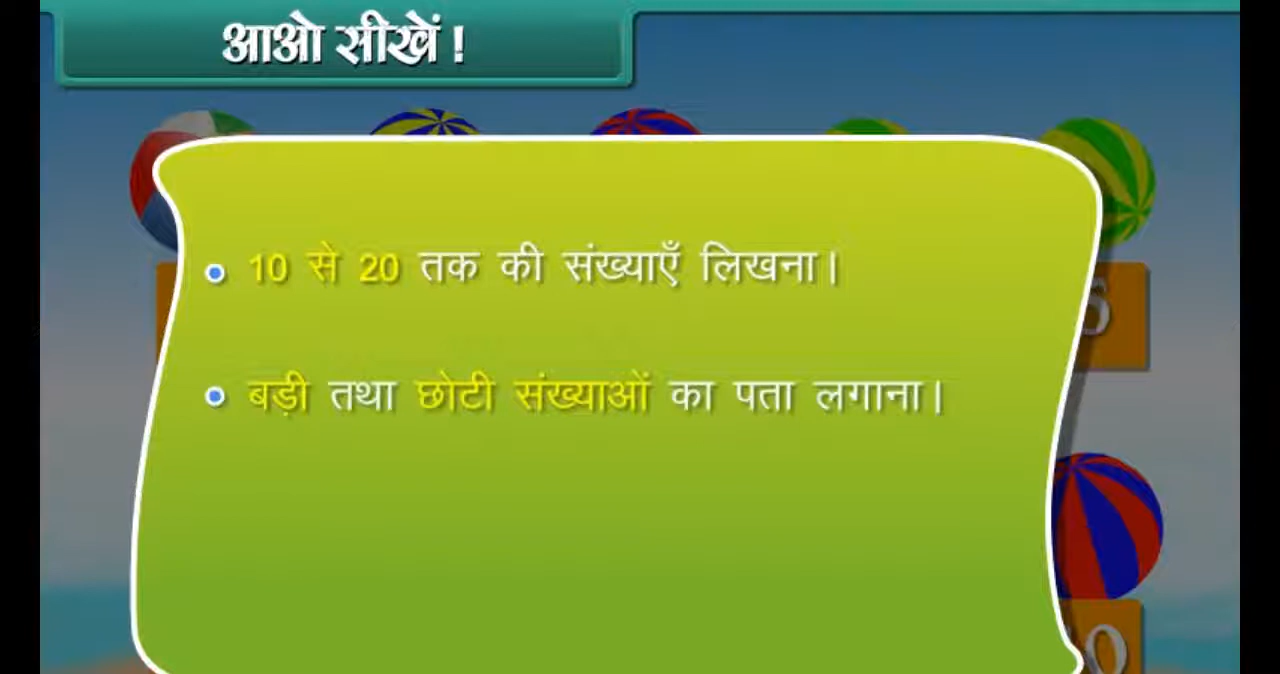 आओ सीखें!
10 से 20 तक की संख्याएँ लिखना।
बड़ी तथा छोटी संख्याओं का पता लगाना।